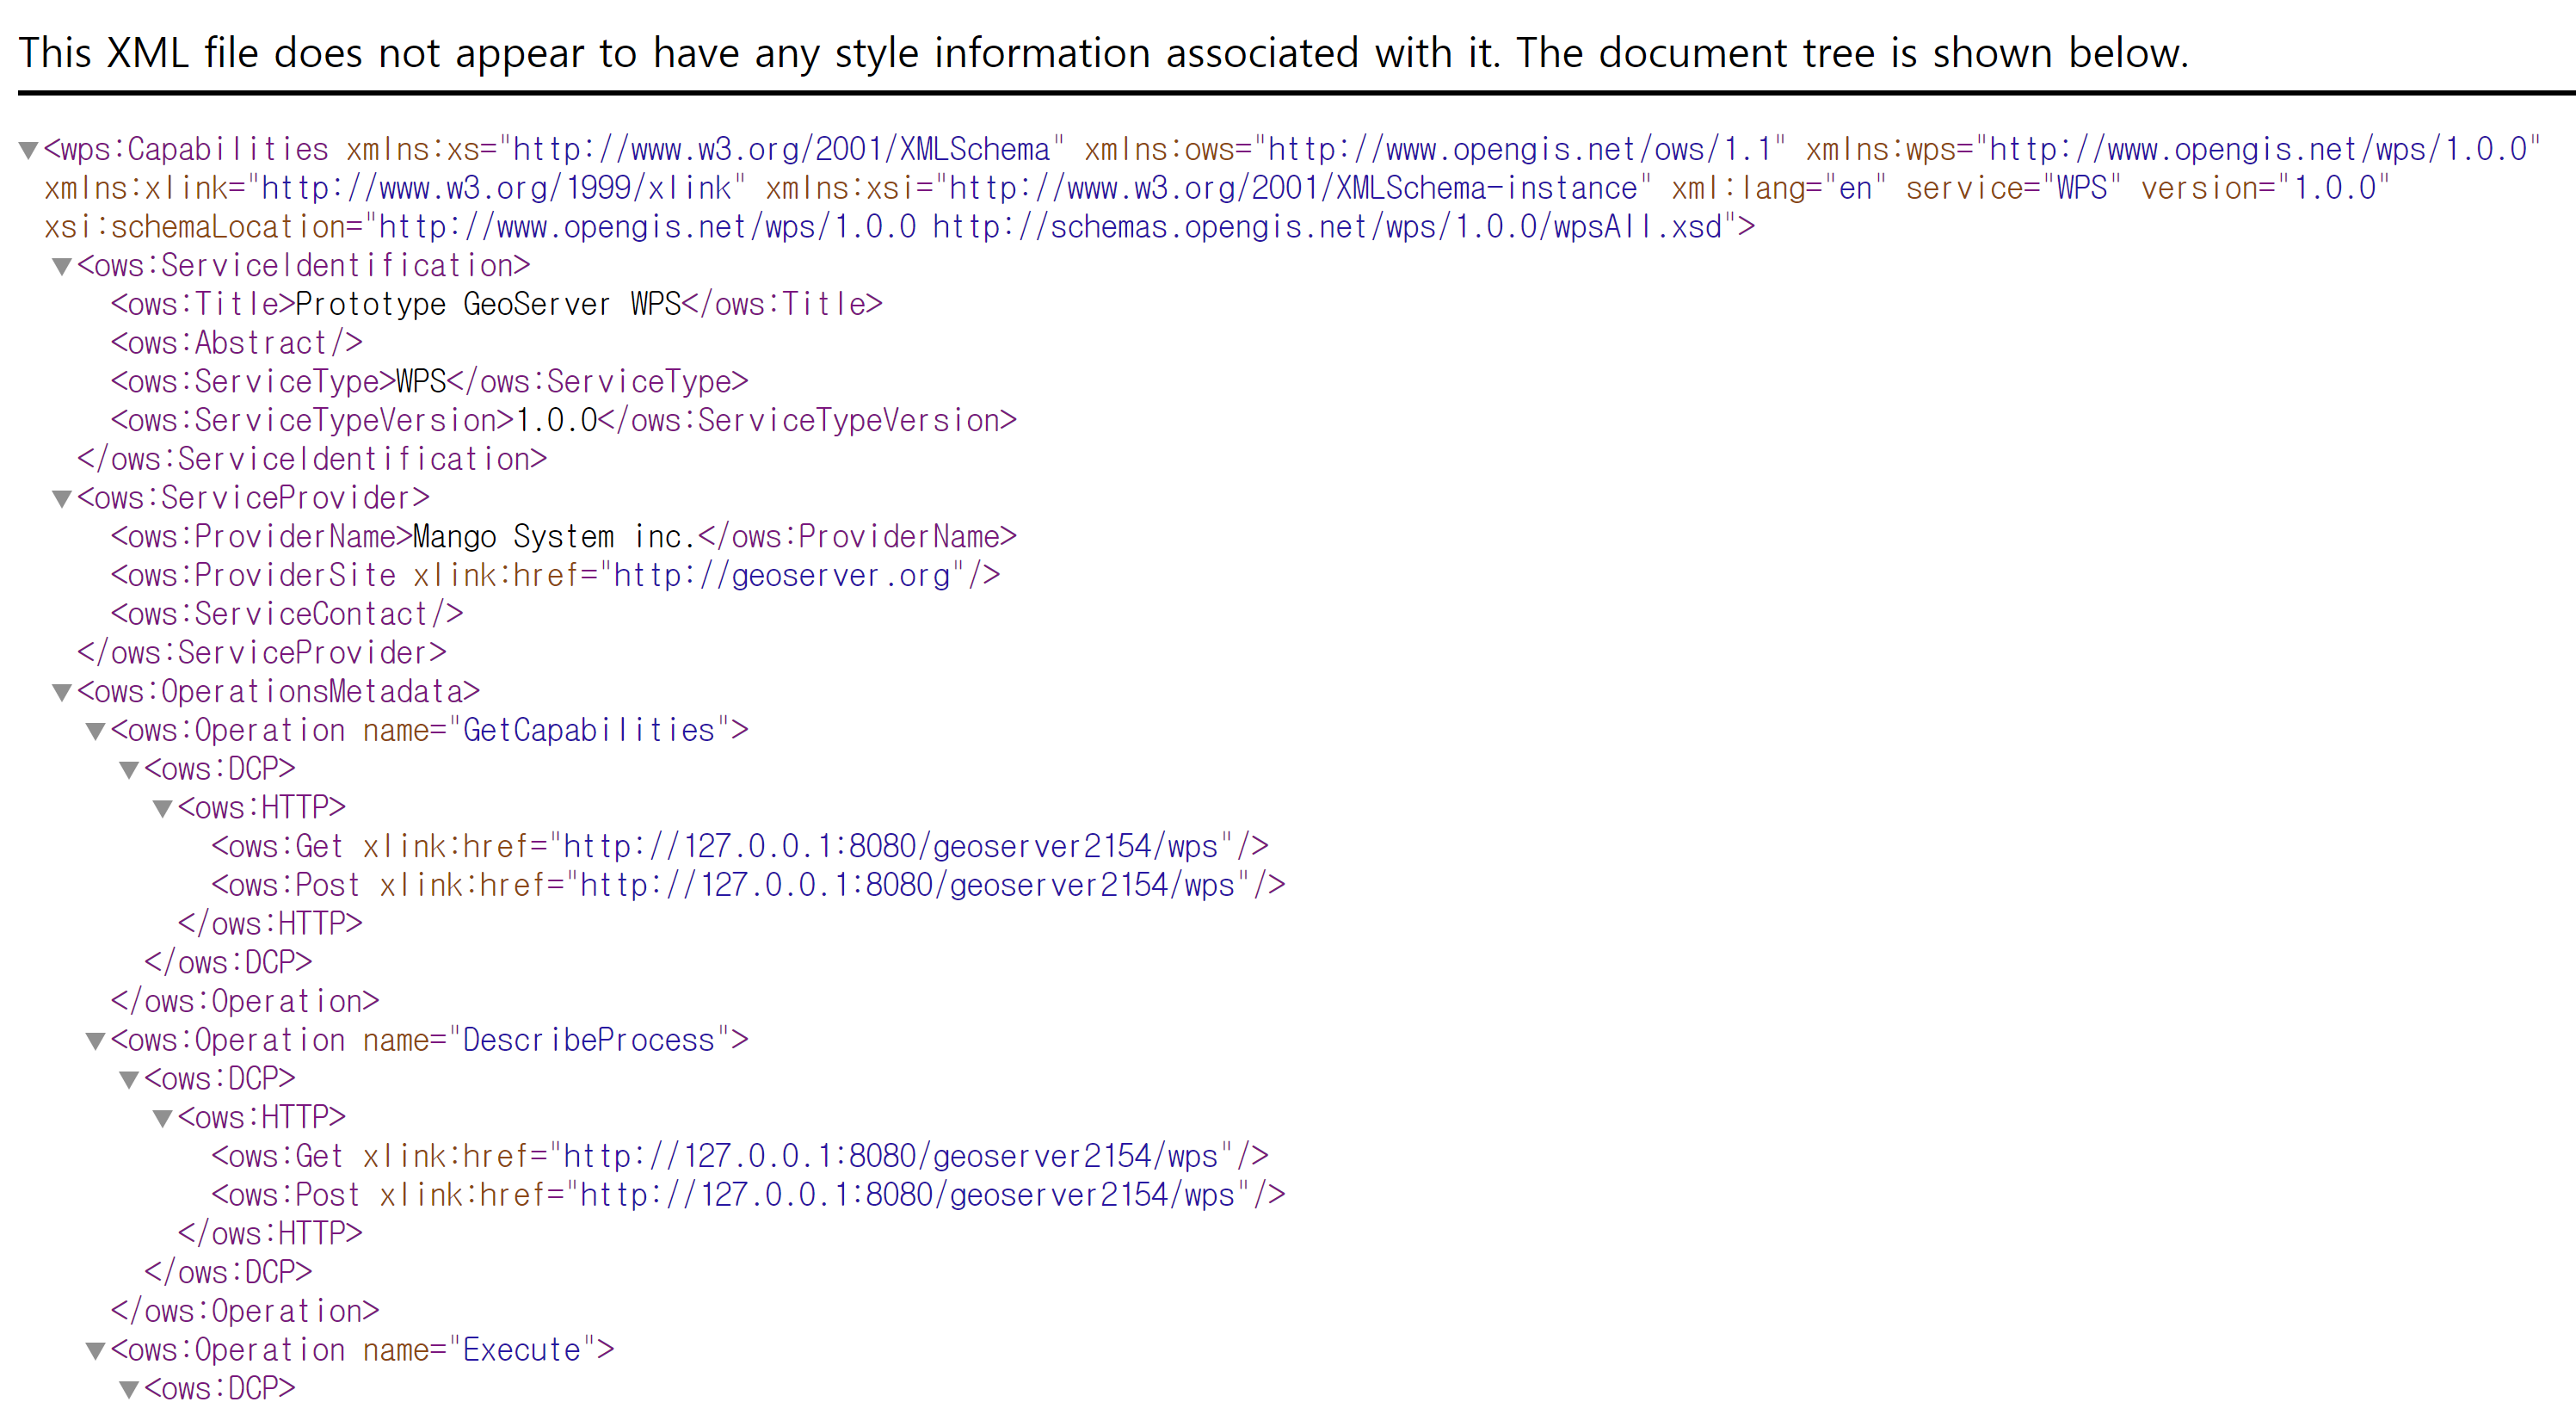 This XML file does not appear to have any style information associated with it. The document tree is shown below.
▼<wps:Capabilities xmlns:xs="http://www.w3.org/2001/XMLSchema" xmlns:ows="http://www.opengis.net/ows/1.1" xmlns:wps="http://www.opengis.net/wps/1.0.0"
xmlns:xlink="http://www.w3.org/1999/xlink" xmlns:xsi="http://www.w3.org/2001/XMLSchema-instance" xml:lang="en" service="WPS" version="1.0.0"
xsi:schemaLocation="http://www.opengis.net/wps/1.0.0 http://schemas.opengis.net/wps/1.0.0/wpsAll.xsd">
▼<ows:ServiceIdentification>
<ows:Title>Prototype GeoServer WPS</ows:Title>
<ows:Abstract/>
<ows:ServiceType>WPS</ows:ServiceType>
<ows:ServiceTypeVersion>1.0.0</ows:ServiceTypeVersion>
</ows:ServiceIdentification>
▼<ows:ServiceProvider>
<ows:ProviderName>Mango System inc.</ows:ProviderName>
<ows:ProviderSite xlink:href="http://geoserver.org"/>
<ows:ServiceContact/>
</ows:ServiceProvider>
▼<ows:OperationsMetadata>
▼<ows:Operation name="GetCapabilities">
▼<ows:DCP>
▼<ows:HTTP>
<ows:Get xlink:href="http://127.0.0.1:8080/geoserver2154/wps"/>
<ows:Post xlink:href="http://127.0.0.1:8080/geoserver2154/wps"/>
</ows:HTTP>
</ows:DCP>
</ows:Operation>
▼<ows:Operation name="DescribeProcess">
▼<ows:DCP>
▼<ows:HTTP>
<ows:Get xlink:href="http://127.0.0.1:8080/geoserver2154/wps"/>
<ows:Post xlink:href="http://127.0.0.1:8080/geoserver2154/wps"/>
</ows:HTTP>
</ows:DCP>
</ows:Operation>
▼<ows:Operation name="Execute">
▼<ows:DCP>